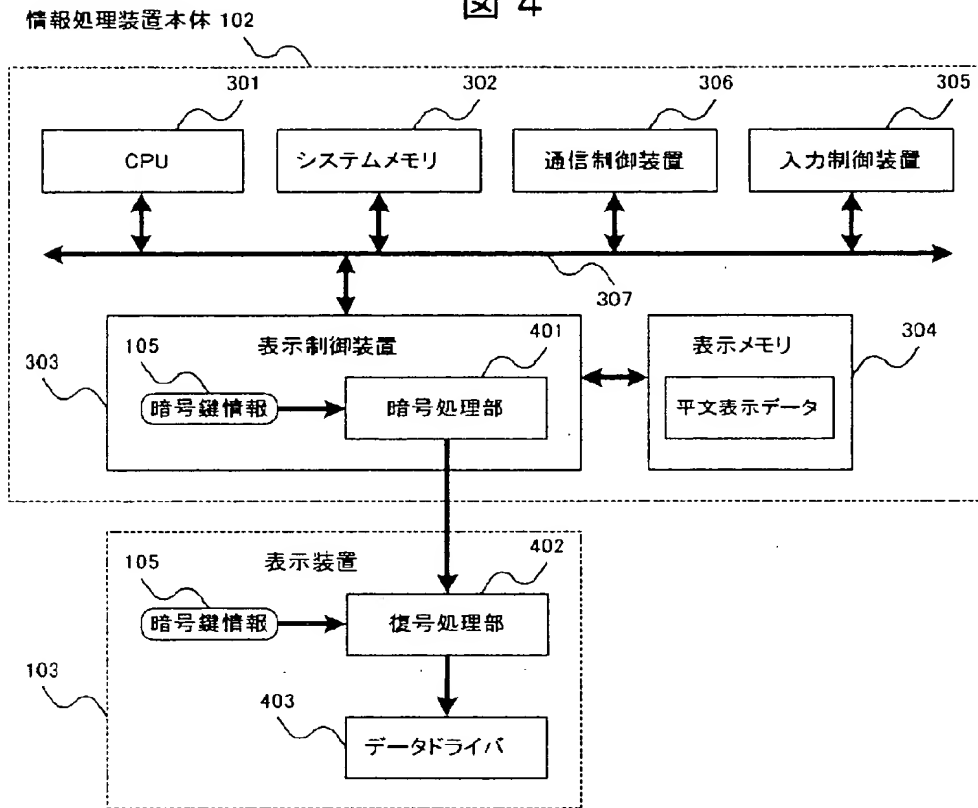 図 4
情報処理装置本体 102
301
302
306
305
CPU
システムメモリ
通信制御装置
入力制御装置
307
303
表示制御装置
105
暗号鍵情報
401
暗号処理部
表示メモリ
304
平文表示データ
表示装置
105
暗号鍵情報
402
復号処理部
103
403
データドライバ